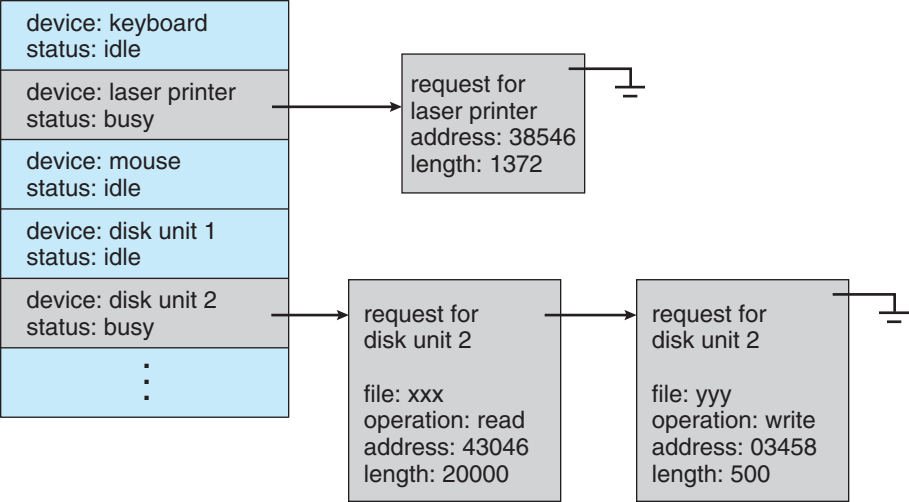 device: keyboard
status: idle
device: laser printer
status: busy
device: mouse
status: idle
device: disk unit 1
status: idle
device: disk unit 2
status: busy
request for
laser printer
address: 38546
length: 1372
request for
disk unit 2
file: xxx
operation: read
address: 43046
length: 20000
request for
disk unit 2
file: yyy
operation: write
address: 03458
length: 500